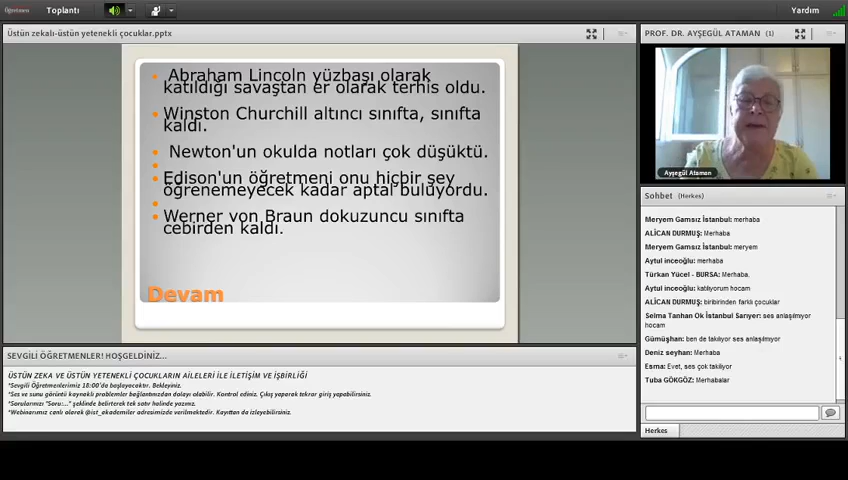 Öğretmen
Toplantı
Yardım
Üstün zekalı-üstün yetenekli çocuklar.pptx
Abraham Lincoln yüzbaşı olarak
katıldığı savaştan er olarak terhis oldu.
Winston Churchill altıncı sınıfta, sınıfta
kaldı.
Newton'un okulda notları çok düşüktü.
Edison'un öğretmeni onu hiçbir şey
öğrenemeyecek kadar aptal buluyordu.
Werner von Braun dokuzuncu sınıfta
cebirden kaldı.
Devam
PROF. DR. AYŞEGÜL ATAMAN (1)
Ayşegül Ataman
Sohbet (Herkes)
Meryem Gamsız İstanbul: merhaba
ALİCAN DURMUŞ: Merhaba
Meryem Gamsız İstanbul: meryem
Aytul inceoğlu: merhaba
Türkan Yücel - BURSA: Merhaba.
Aytul inceoğlu: katılıyorum hocam
ALİCAN DURMUŞ: biribirinden farklı çocuklar
Selma Tanhan Ok İstanbul Sarıyer: ses anlaşılmıyor
hocam
Gümüşhan: ben de takılıyor ses anlaşılmıyor
Deniz seyhan: Merhaba
Esma: Evet, ses çok takılıyor
Tuba GÖKGÖZ: Merhabalar
Herkes
SEVGİLİ ÖĞRETMENLER! HOŞGELDİNİZ...
ÜSTÜN ZEKA VE ÜSTÜN YETENEKLİ ÇOCUKLARIN AİLELERİ İLE İLETİŞİM VE İŞBİRLİĞİ
*Sevgili Öğretmenlerimiz 18:00'da başlayacaktır. Bekleyiniz.
*Ses ve sunu görüntü kaynaklı problemler bağlantınızdan dolayı olabilir. Kontrol ediniz. Çıkış yaparak tekrar giriş yapabilirsiniz.
*Sorularınızı "Soru:..." şeklinde belirterek tek satır halinde yazınız.
*Webinarımız canlı olarak @ist_akademiler adresimizde verilmektedir. Kayıttan da izleyebilirsiniz.